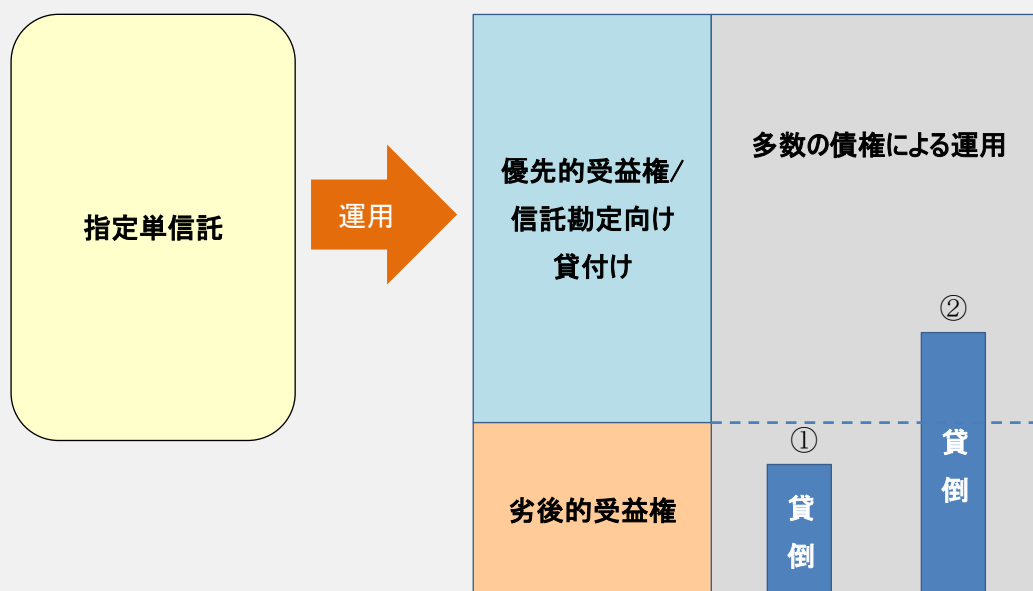 指定単信託
運用
優先的受益権/
信託勘定向け
貸付け
劣後的受益権
多数の債権による運用
①
貸
倒
②
貸
倒